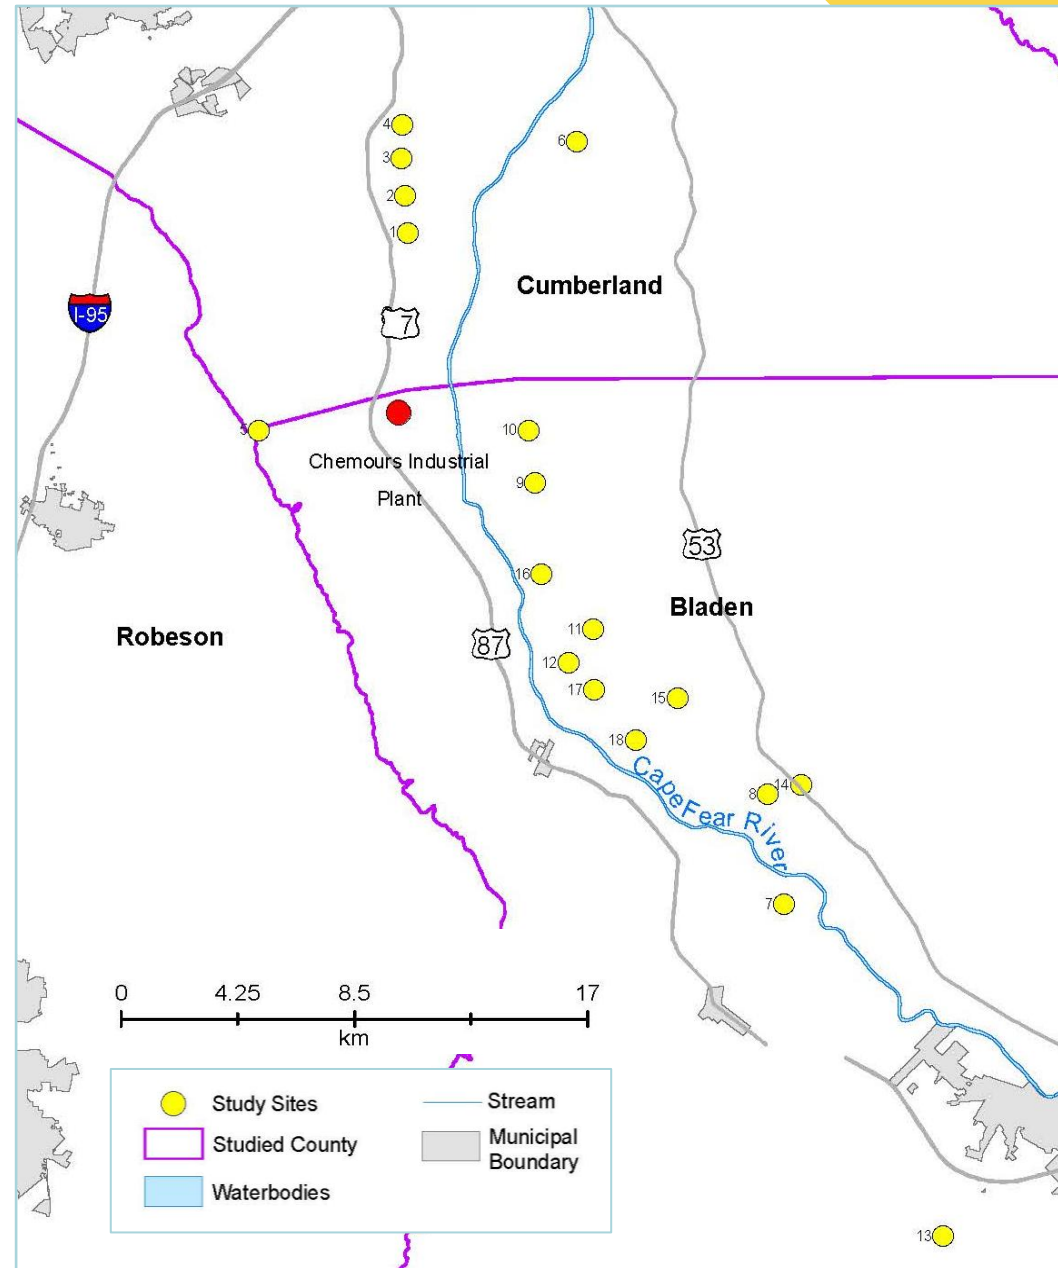 4
3
2
1
6
Cumberland
I-95
7
5
10
Chemours Industrial
Plant
9
53
16
Bladen
11
Robeson
87
12
17
15
18
Cape Fear River
8
14
7
0 4.25 8.5 17
km
Study Sites
Studied County
Waterbodies
Stream
Municipal
Boundary
13